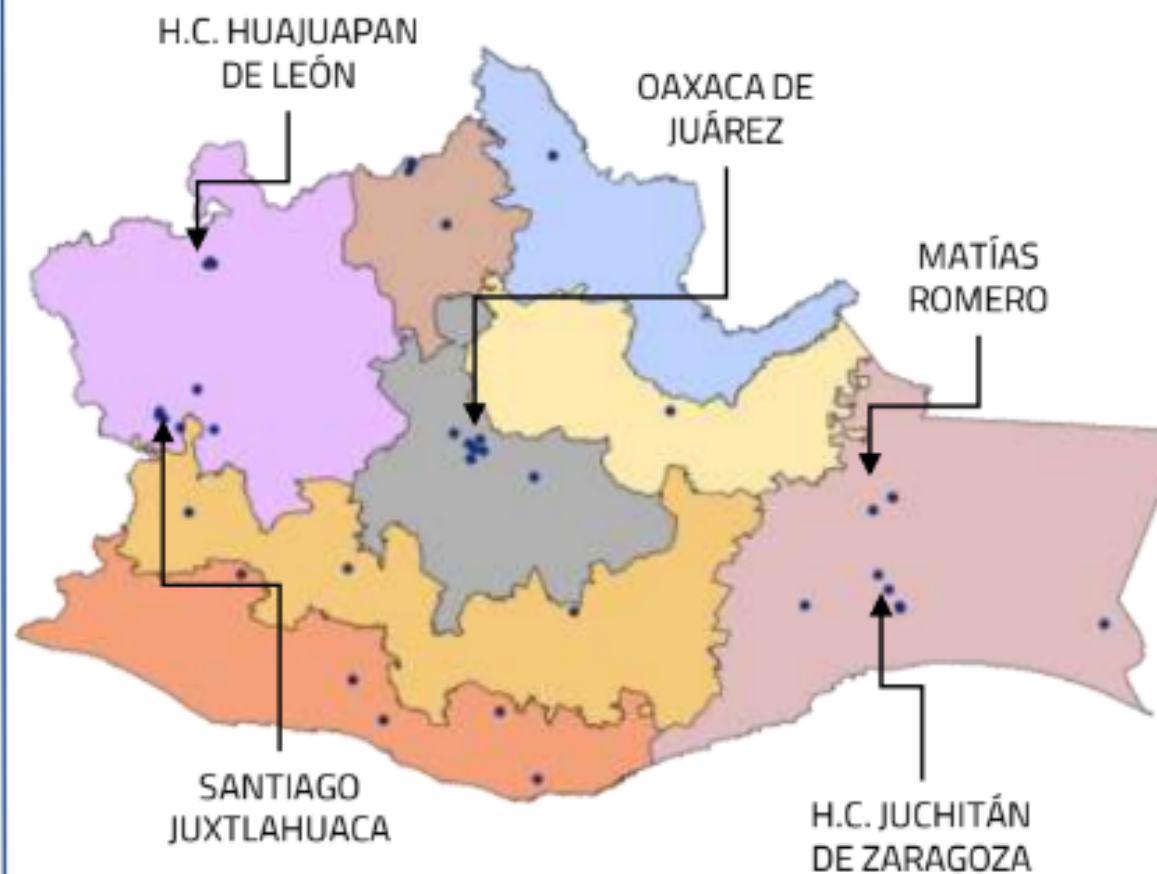 H.C. HUAJUAPAN
DE LEÓN
OAXACA DE
JUÁREZ
MATÍAS
ROMERO
SANTIAGO
JUXTLAHUACA
H.C. JUCHITÁN
DE ZARAGOZA